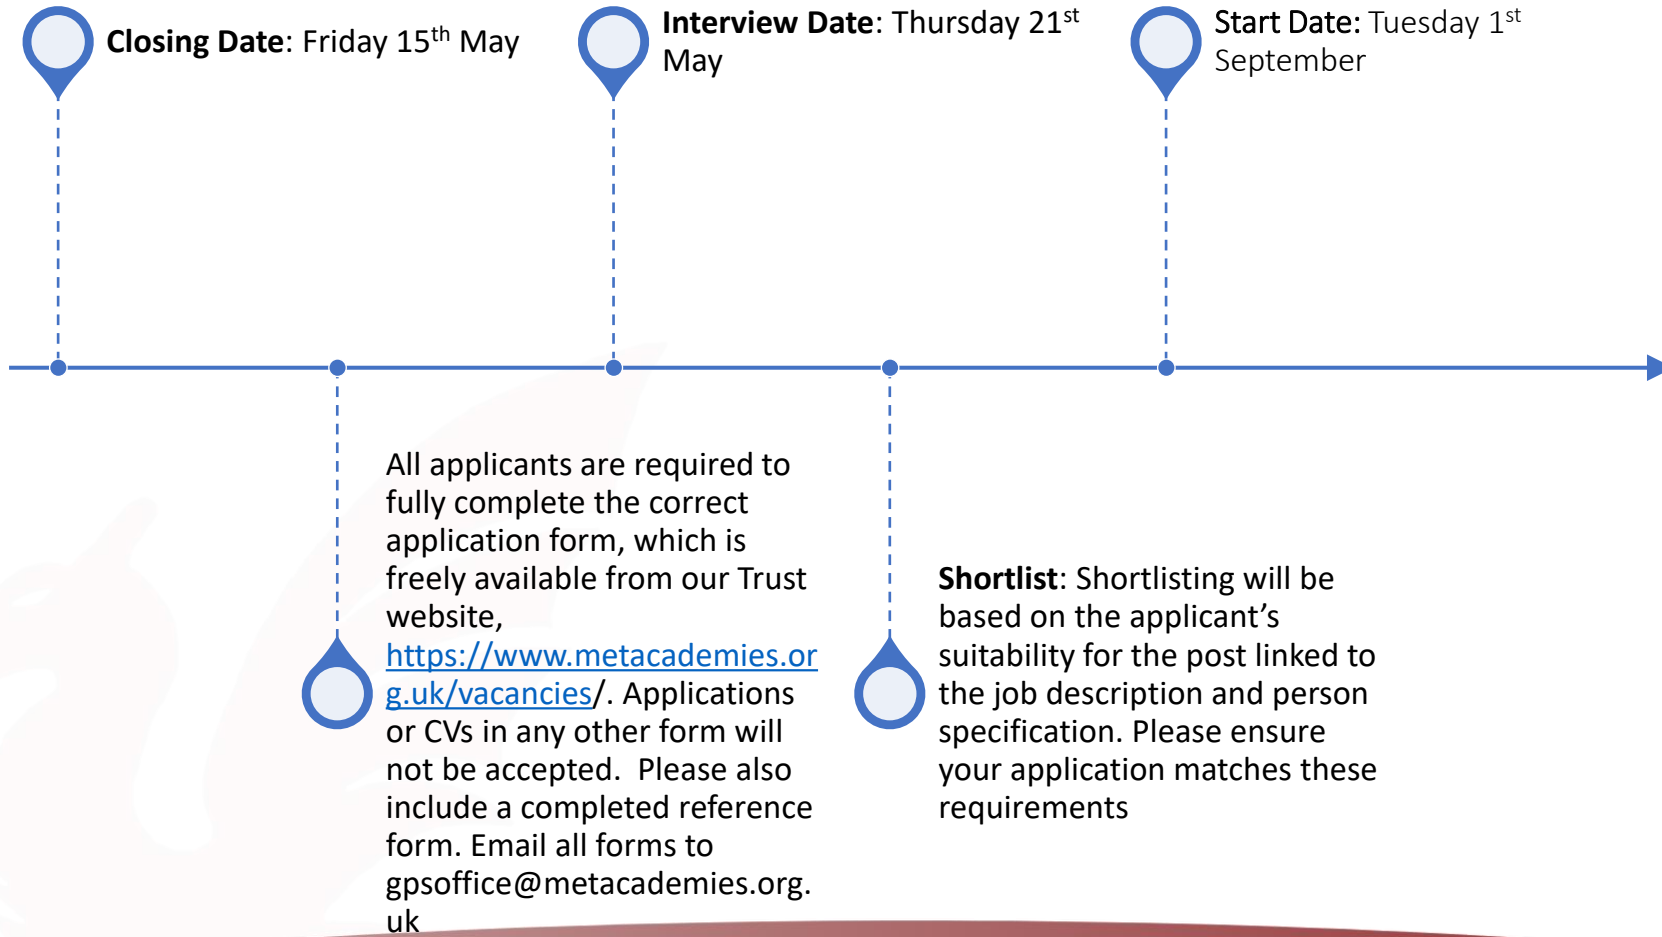 Closing Date: Friday 15th May
Interview Date: Thursday 21st
May
Start Date: Tuesday 1st
September
All applicants are required to
fully complete the correct
application form, which is
freely available from our Trust
website,
https://www.metacademies.or
g.uk/vacancies/. Applications
or CVs in any other form will
not be accepted.  Please also
include a completed reference
form. Email all forms to
gpsoffice@metacademies.org.
uk
Shortlist: Shortlisting will be
based on the applicant’s
suitability for the post linked to
the job description and person
specification. Please ensure
your application matches these
requirements